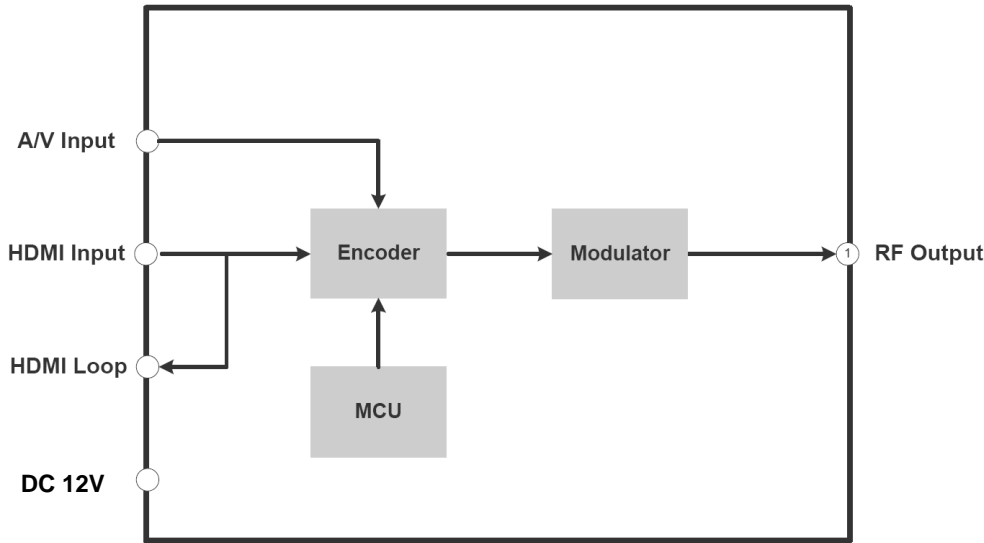 A/V Input
HDMI Input
Encoder
Modulator
1
RF Output
HDMI Loop
MCU
DC 12V